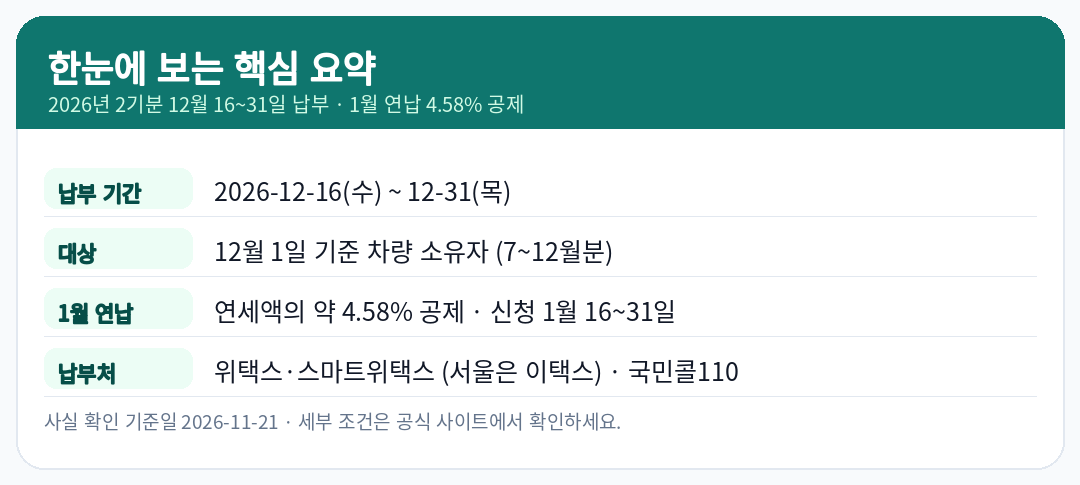 한눈에 보는 핵심 요약
2026년 2기분 12월 16~31일 납부 · 1월 연납 4.58% 공제
납부 기간 2026-12-16(수) ~ 12-31(목)
대상 12월 1일 기준 차량 소유자 (7~12월분)
1월 연납 연세액의 약 4.58% 공제 · 신청 1월 16~31일
납부처 위택스·스마트위택스 (서울은 이택스) · 국민콜110
사실 확인 기준일 2026-11-21 · 세부 조건은 공식 사이트에서 확인하세요.